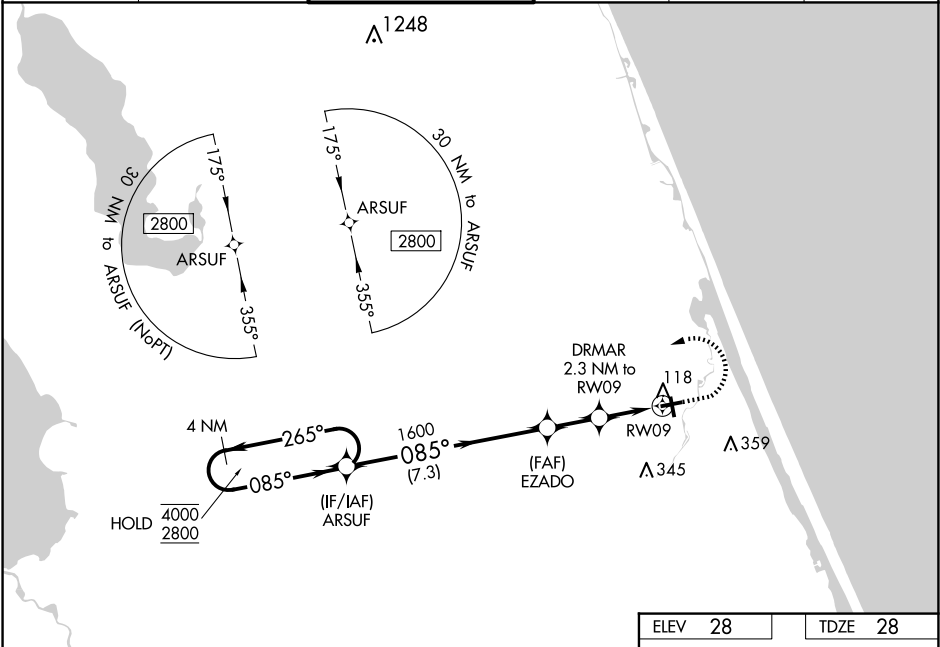 1248
175°
30 NM to ARSUF (NoPT)
2800
ARSUF
355°
175°
30 NM to ARSUF
ARSUF
2800
355°
DRMAR
2.3 NM to
RW09
118
RW09
359
345
4 NM
265°
085°
1600
085°
(7.3)
(FAF)
EZADO
(IF/IAF)
ARSUF
HOLD 4000
2800
ELEV 28
TDZE 28